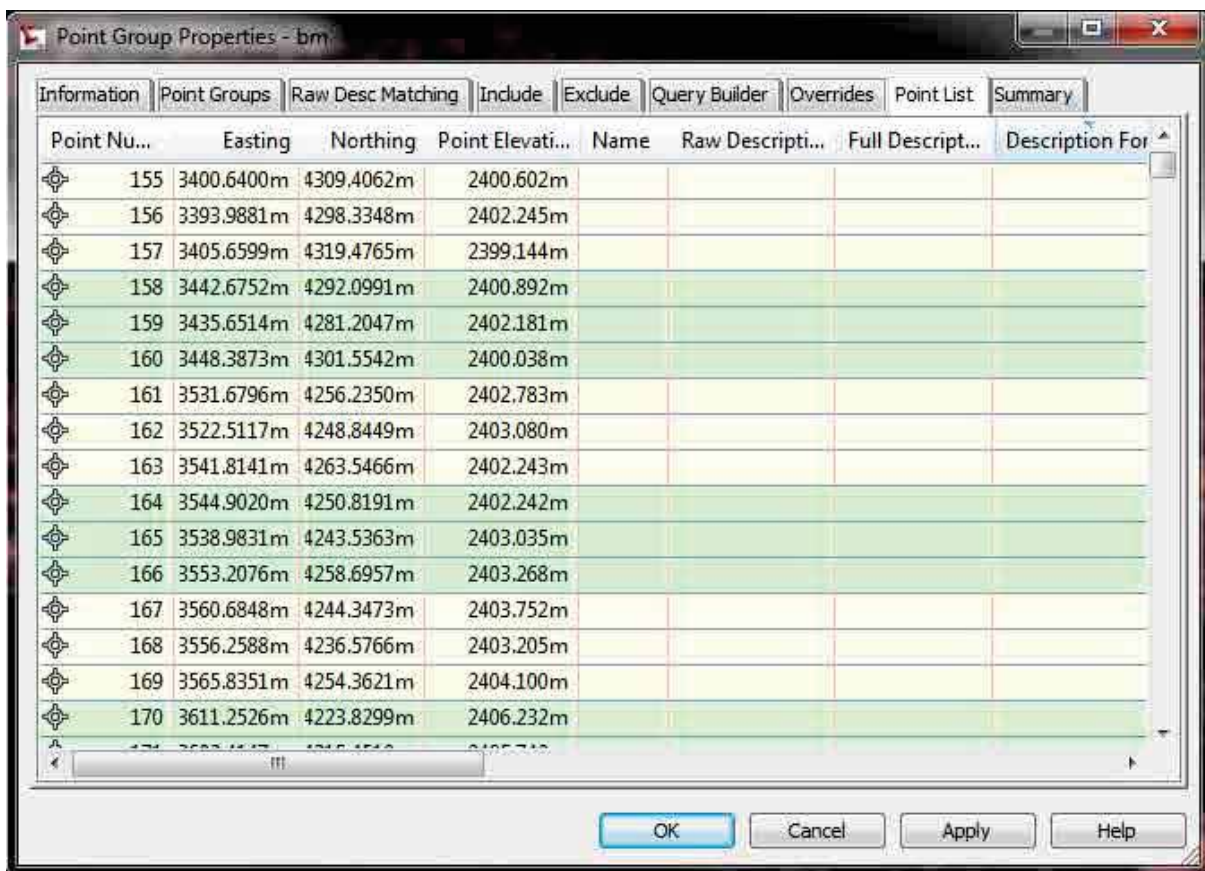 Point Group Properties - bm
Information Point Groups Raw Desc Matching Include Exclude Query Builder Overrides Point List Summary
Point Nu... Easting Northing Point Elevati... Name Raw Descripti... Full Descript... Description For
155 3400.6400m 4309.4062m 2400.602m
156 3393.9881m 4298.3348m 2402.245m
157 3405.6599m 4319.4765m 2399.144m
158 3442.6752m 4292.0991m 2400.892m
159 3435.6514m 4281.2047m 2402.181m
160 3448.3873m 4301.5542m 2400.038m
161 3531.6796m 4256.2350m 2402.783m
162 3522.5117m 4248.8449m 2403.080m
163 3541.8141m 4263.5466m 2402.243m
164 3544.9020m 4250.8191m 2402.242m
165 3538.9831m 4243.5363m 2403.035m
166 3553.2076m 4258.6957m 2403.268m
167 3560.6848m 4244.3473m 2403.752m
168 3556.2588m 4236.5766m 2403.205m
169 3565.8351m 4254.3621m 2404.100m
170 3611.2526m 4223.8299m 2406.232m
OK Cancel Apply Help